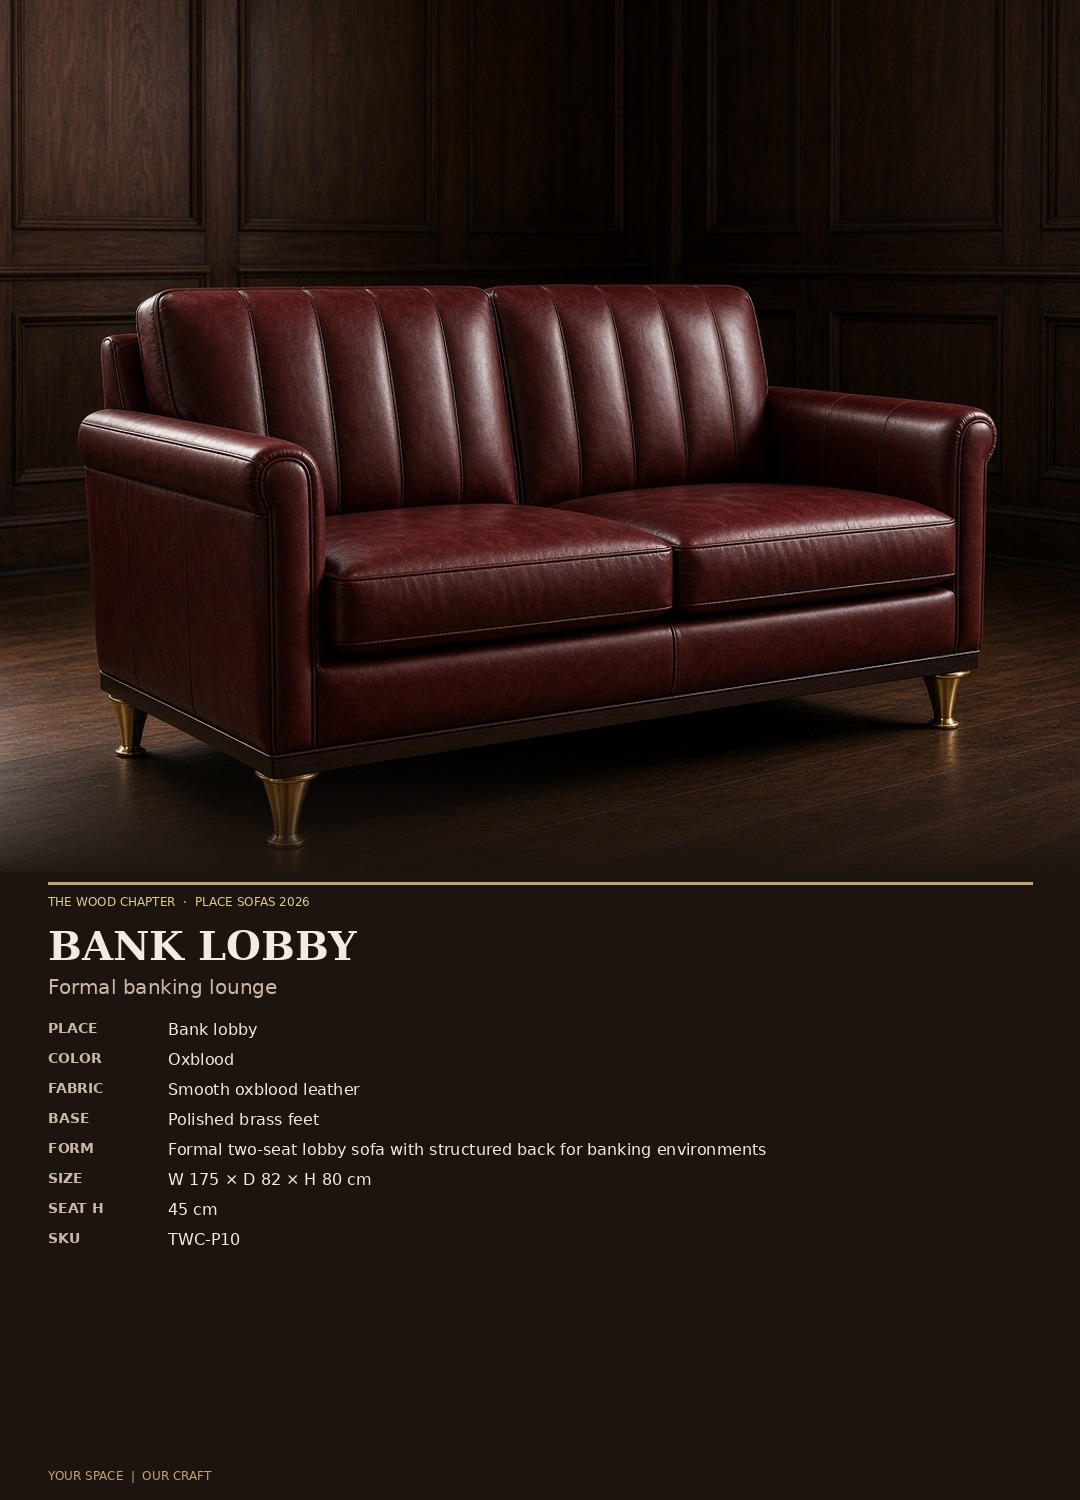 THE WOOD CHAPTER · PLACE SOFAS 2026
BANK LOBBY
Formal banking lounge
PLACE Bank lobby
COLOR Oxblood
FABRIC Smooth oxblood leather
BASE Polished brass feet
FORM Formal two-seat lobby sofa with structured back for banking environments
SIZE W 175 × D 82 × H 80 cm
SEAT H 45 cm
SKU TWC-P10
YOUR SPACE | OUR CRAFT